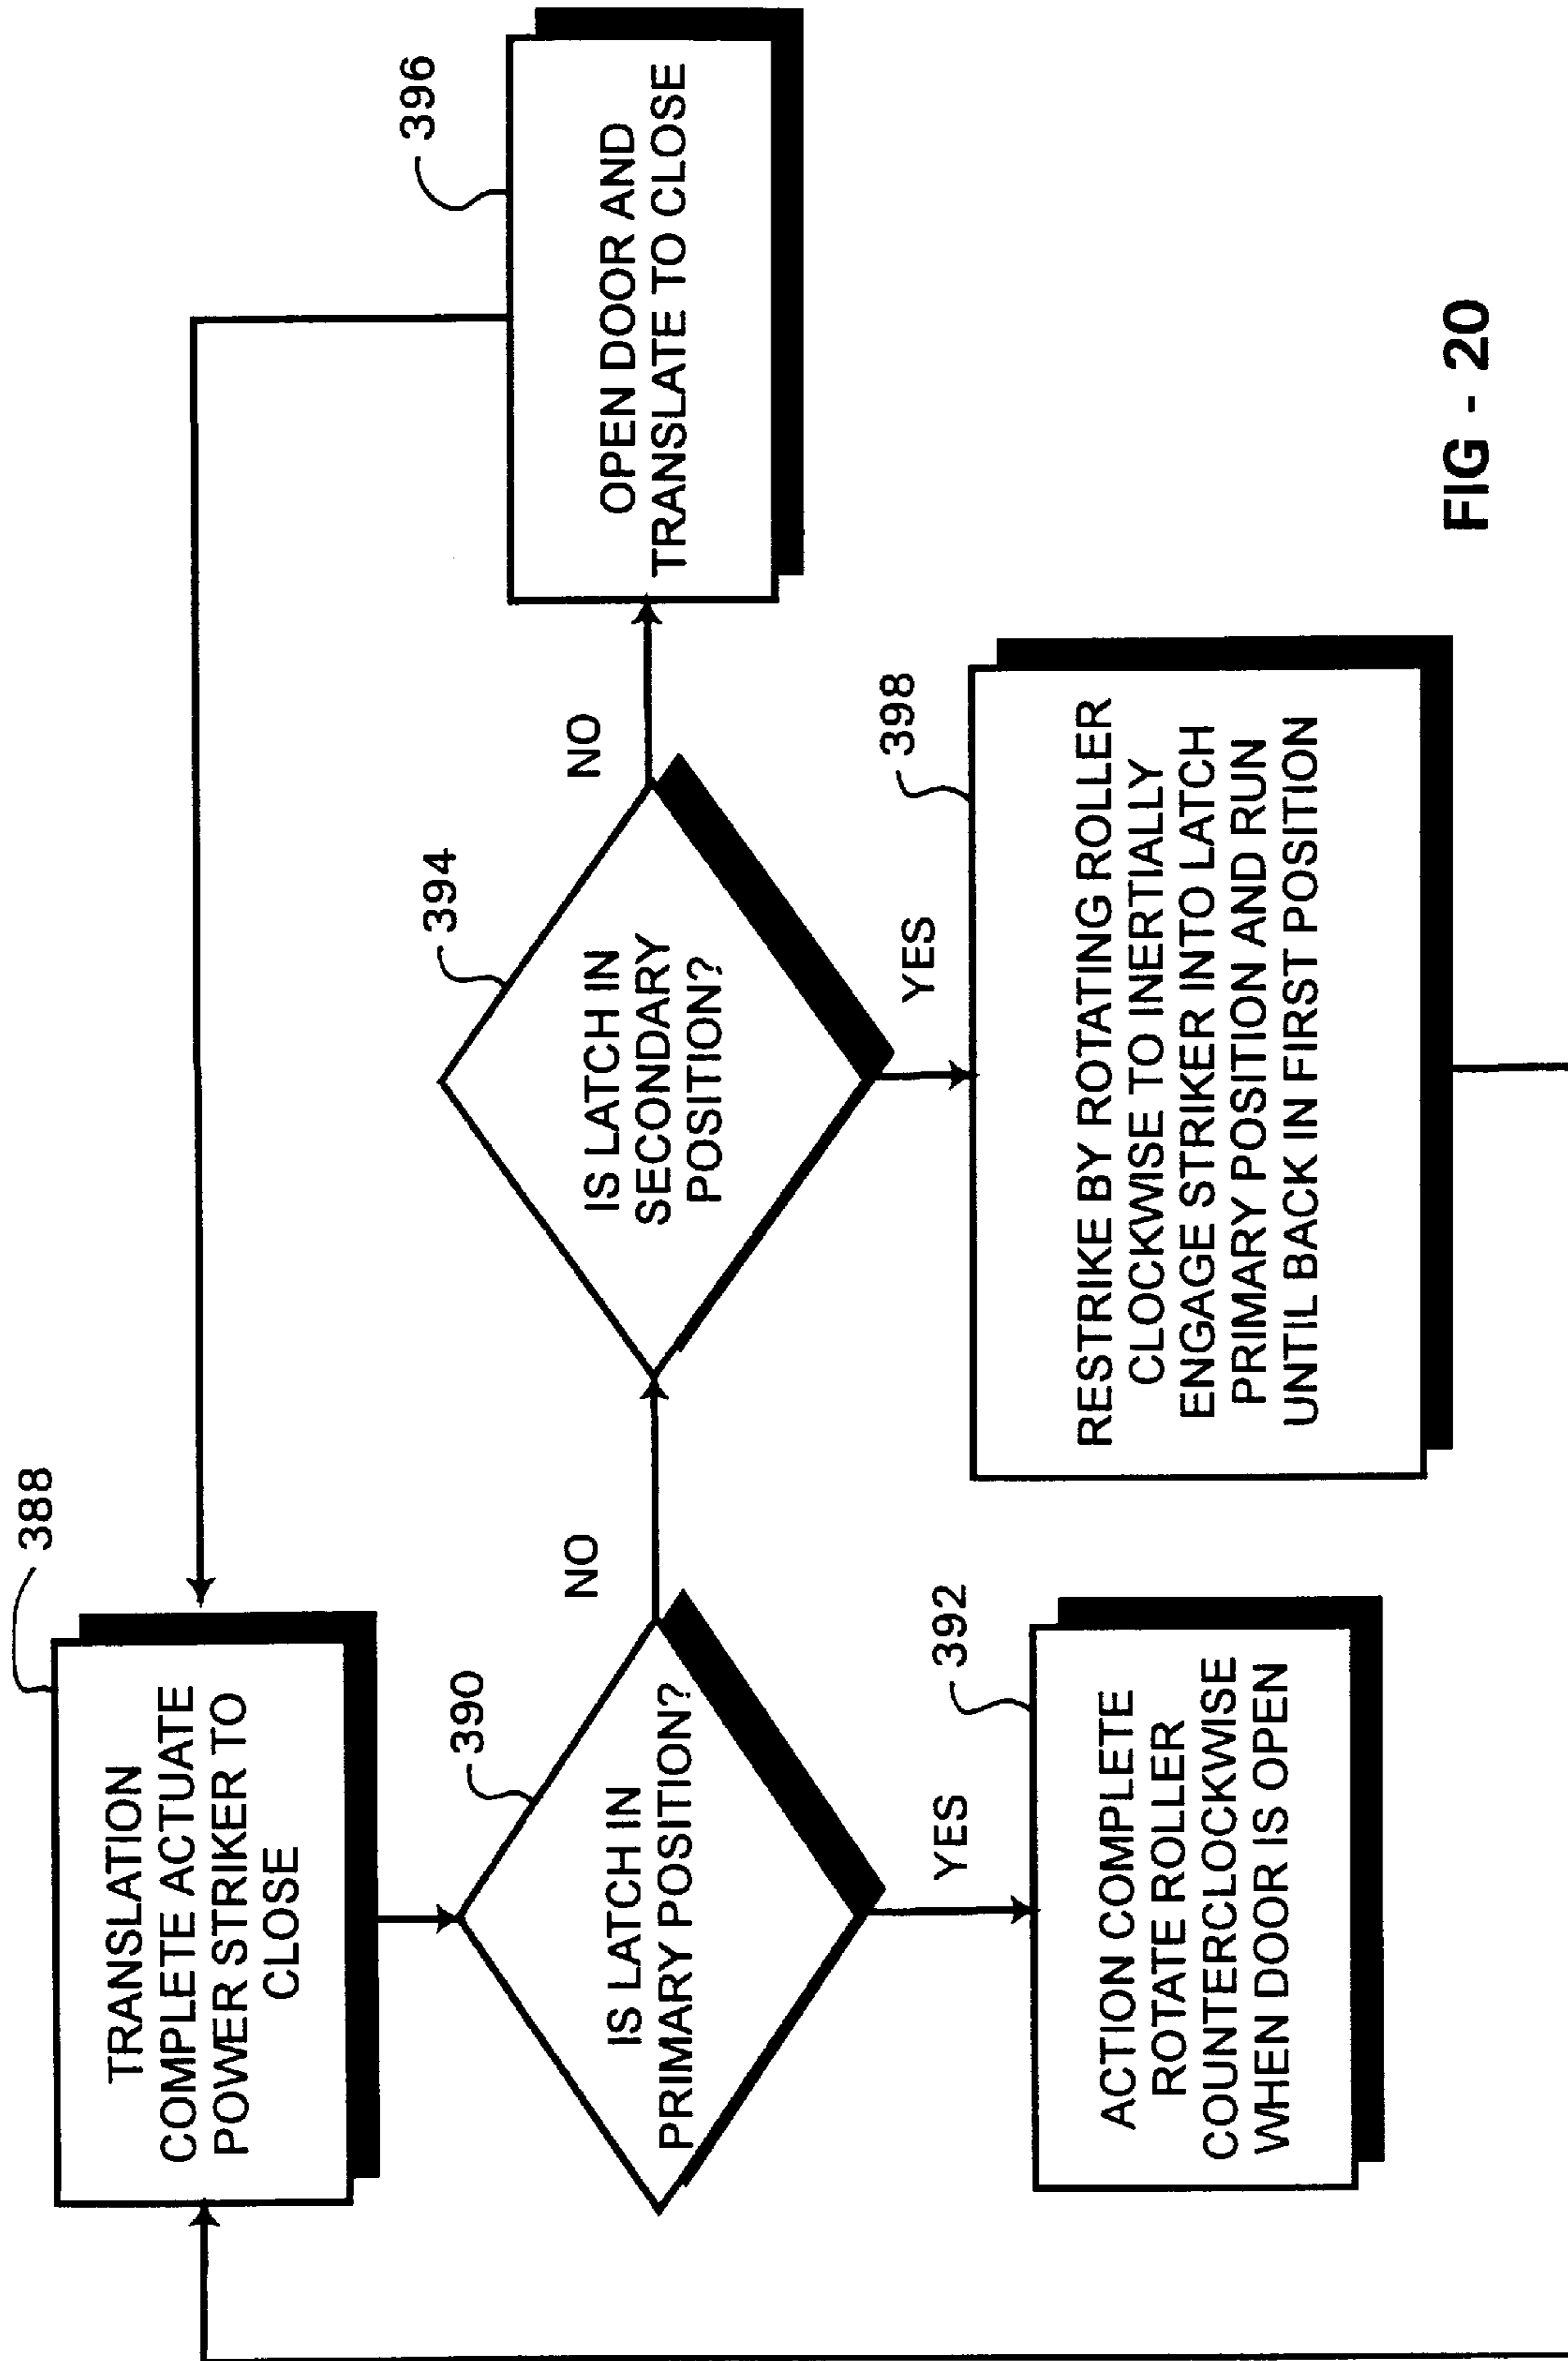 388
TRANSLATION
COMPLETE ACTUATE
POWER STRIKER TO
CLOSE
390
IS LATCH IN
PRIMARY POSITION?
NO
YES
392
ACTION COMPLETE
ROTATE ROLLER
COUNTERCLOCKWISE
WHEN DOOR IS OPEN
394
IS LATCH IN
SECONDARY
POSITION?
NO
YES
396
OPEN DOOR AND
TRANSLATE TO CLOSE
398
RESTRIKE BY ROTATING ROLLER
CLOCKWISE TO INERTIALLY
ENGAGE STRIKER INTO LATCH
PRIMARY POSITION AND RUN
UNTIL BACK IN FIRST POSITION
FIG - 20